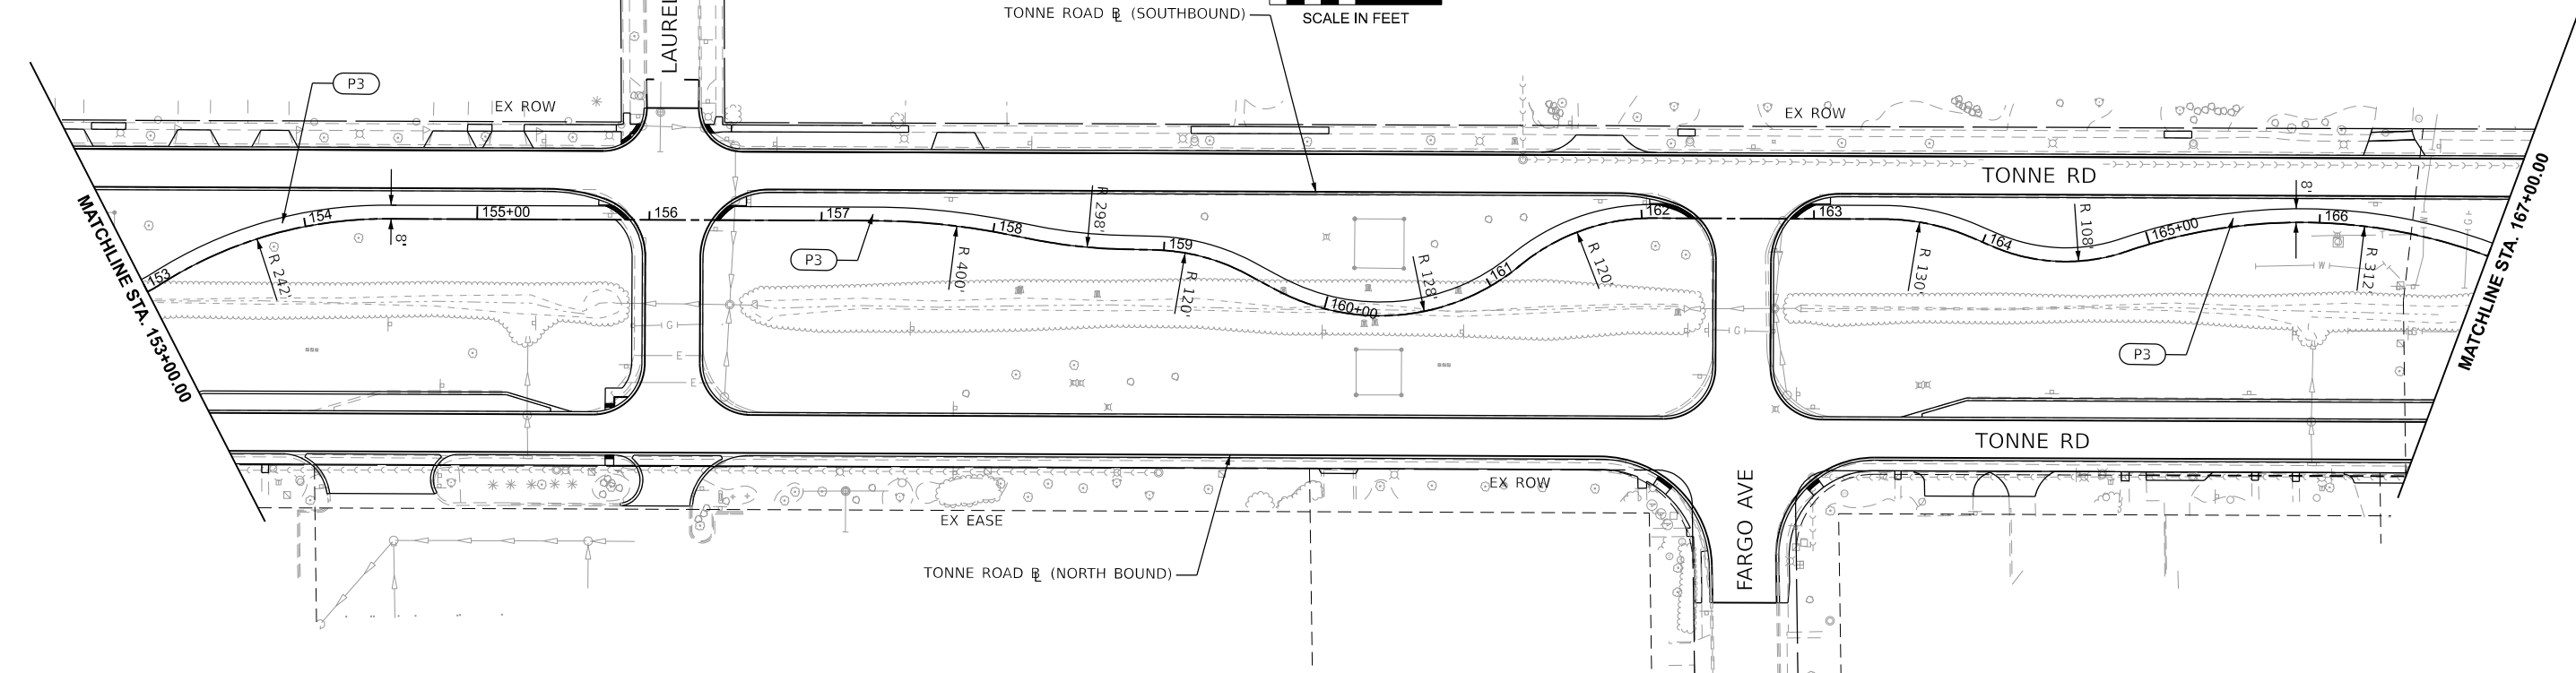 LAUREL
TONNE ROAD ℄ (SOUTHBOUND)
SCALE IN FEET
P3
EX ROW
EX ROW
TONNE RD
MATCHLINE STA. 153+00.00
MATCHLINE STA. 167+00.00
153
154
155+00
156
157
158
159
160+00
161
162
163
164
165+00
166
8'
8'
R 242'
P3
R 400'
R 298'
R 120'
R 128'
R 120'
R 130'
R 108'
R 312'
P3
G
E
E
G
W
T
G
TONNE RD
EX ROW
EX EASE
FARGO AVE
TONNE ROAD ℄ (NORTH BOUND)